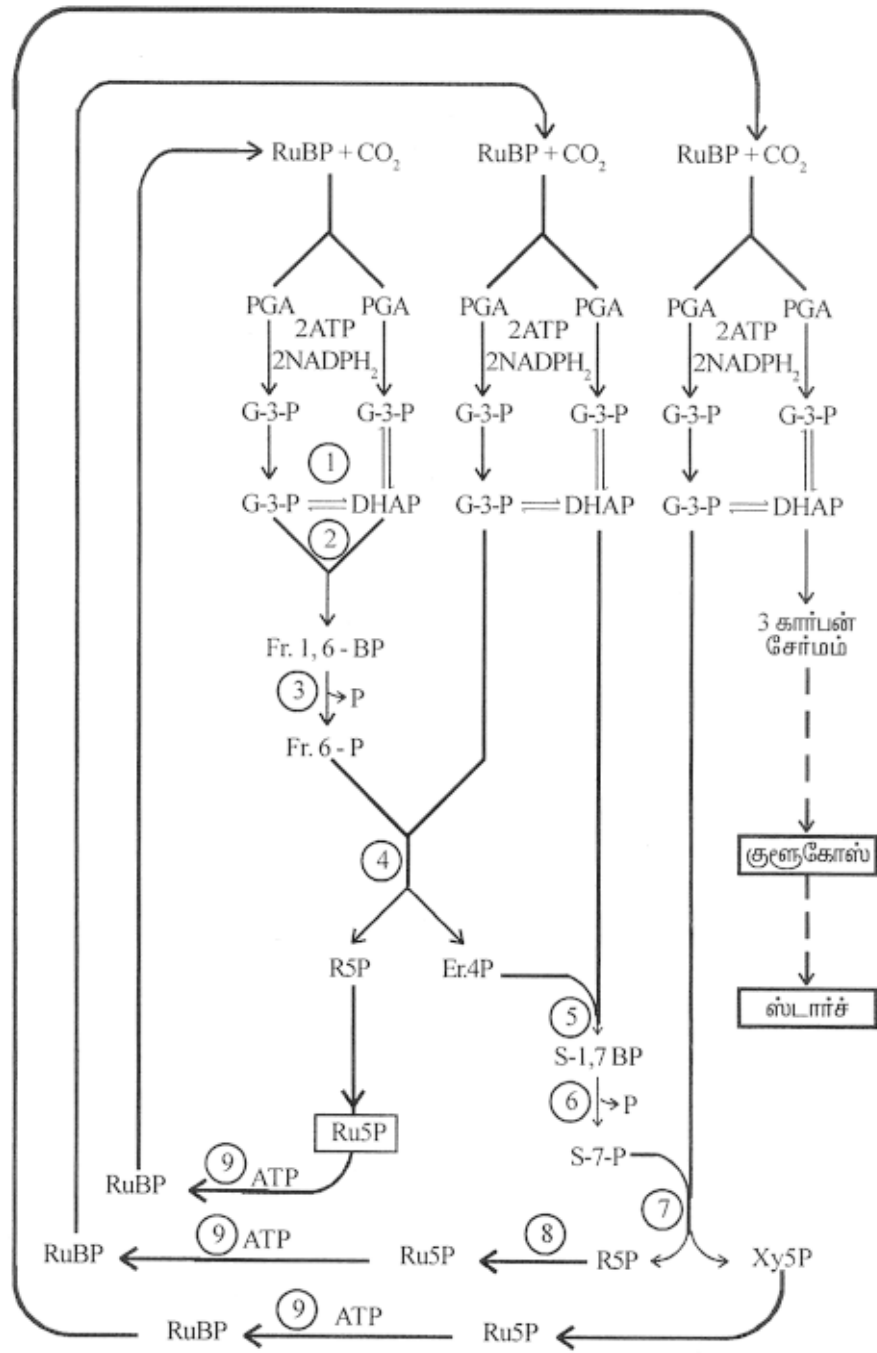 RuBP + CO₂ RuBP + CO₂ RuBP + CO₂
PGA PGA PGA PGA PGA PGA
2ATP 2ATP 2ATP
2NADPH₂ 2NADPH₂ 2NADPH₂
G-3-P G-3-P G-3-P G-3-P G-3-P G-3-P
1
G-3-P DHAP G-3-P DHAP G-3-P DHAP
2
3 கார்பன்
சேர்மம்
Fr. 1, 6 - BP
3 P
Fr. 6 - P
குளூகோஸ்
4
R5P Er.4P
ஸ்டார்ச்
5
S-1,7 BP
6 P
Ru5P
S-7-P
9 ATP
RuBP
7
9 ATP 8
RuBP Ru5P R5P Xy5P
9 ATP
RuBP Ru5P